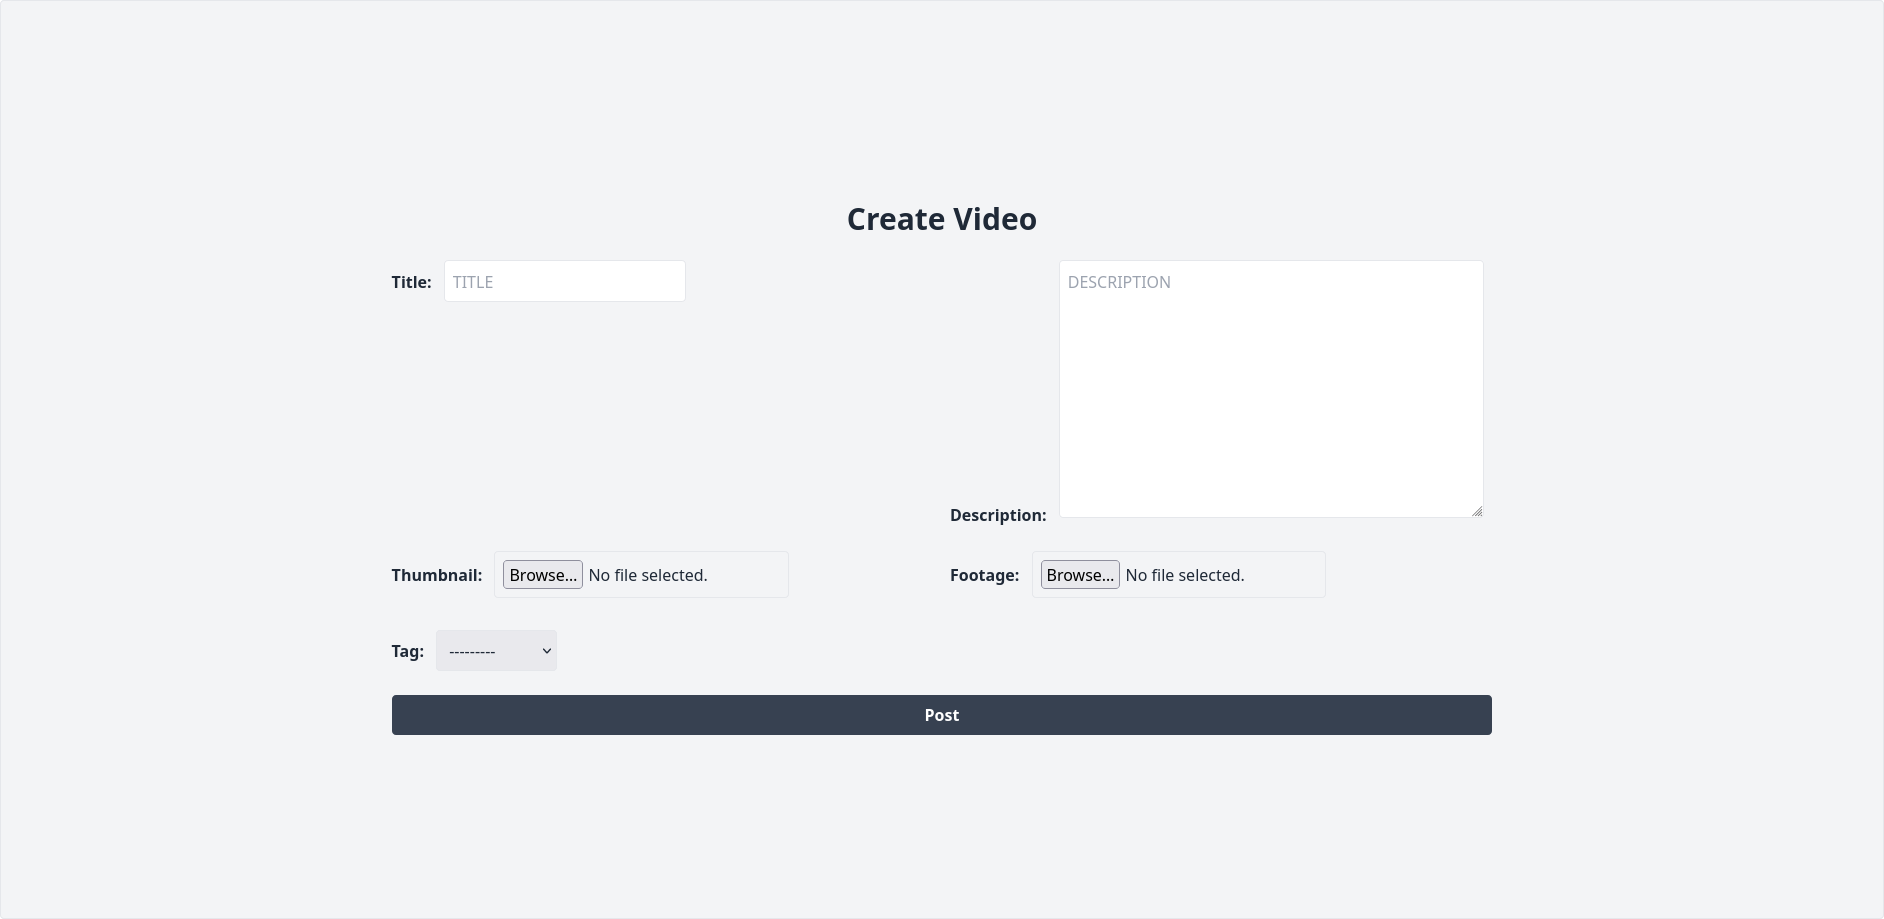 Create Video
Title: TITLE
DESCRIPTION
Description:
Thumbnail: Browse... No file selected.
Footage: Browse... No file selected.
Tag: ---------
Post